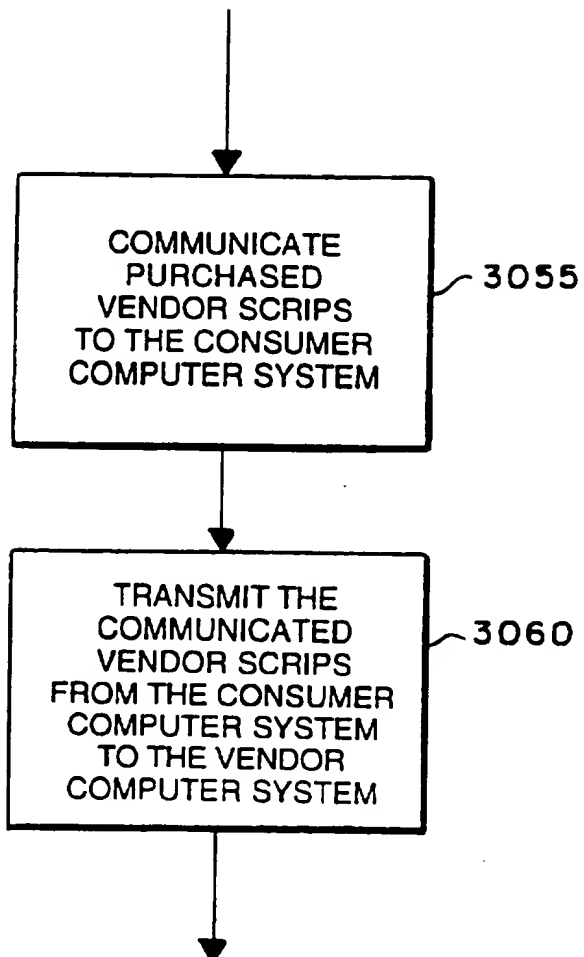 COMMUNICATE
PURCHASED
VENDOR SCRIPS
TO THE CONSUMER
COMPUTER SYSTEM
3055
TRANSMIT THE
COMMUNICATED
VENDOR SCRIPS
FROM THE CONSUMER
COMPUTER SYSTEM
TO THE VENDOR
COMPUTER SYSTEM
3060